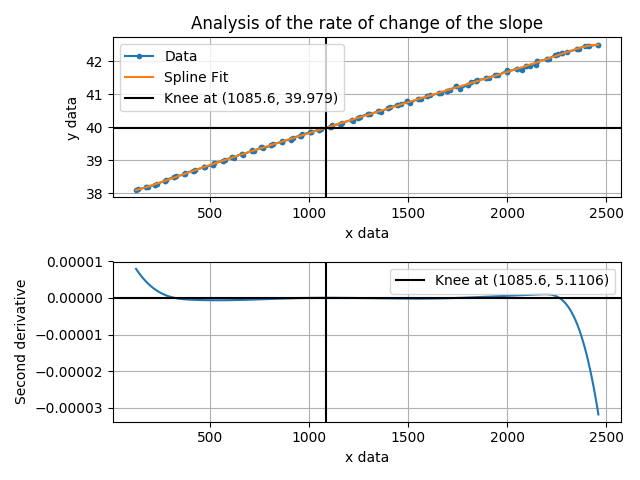 Analysis of the rate of change of the slope
Data
Spline Fit
Knee at (1085.6, 39.979)
y data
42
41
40
39
38
500
1000
1500
2000
2500
x data
Knee at (1085.6, 5.1106)
Second derivative
0.00001
0.00000
−0.00001
−0.00002
−0.00003
500
1000
1500
2000
2500
x data